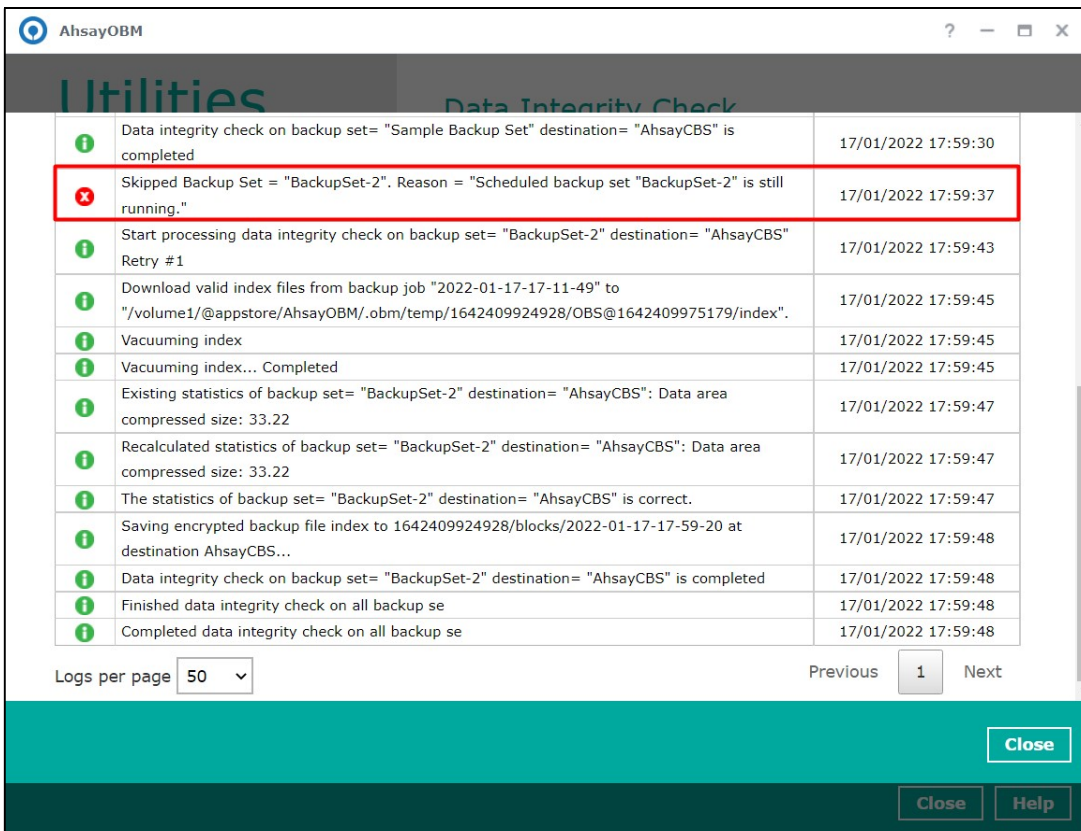 AhsayOBM
Utilities
Data Integrity Check
Data integrity check on backup set= "Sample Backup Set" destination= "AhsayCBS" is
completed
17/01/2022 17:59:30
Skipped Backup Set = "BackupSet-2". Reason = "Scheduled backup set "BackupSet-2" is still
running."
17/01/2022 17:59:37
Start processing data integrity check on backup set= "BackupSet-2" destination= "AhsayCBS"
Retry #1
17/01/2022 17:59:43
Download valid index files from backup job "2022-01-17-17-11-49" to
"/volume1/@appstore/AhsayOBM/.obm/temp/1642409924928/OBS@1642409975179/index".
17/01/2022 17:59:45
Vacuuming index
17/01/2022 17:59:45
Vacuuming index... Completed
17/01/2022 17:59:45
Existing statistics of backup set= "BackupSet-2" destination= "AhsayCBS": Data area
compressed size: 33.22
17/01/2022 17:59:47
Recalculated statistics of backup set= "BackupSet-2" destination= "AhsayCBS": Data area
compressed size: 33.22
17/01/2022 17:59:47
The statistics of backup set= "BackupSet-2" destination= "AhsayCBS" is correct.
17/01/2022 17:59:47
Saving encrypted backup file index to 1642409924928/blocks/2022-01-17-17-59-20 at
destination AhsayCBS...
17/01/2022 17:59:48
Data integrity check on backup set= "BackupSet-2" destination= "AhsayCBS" is completed
17/01/2022 17:59:48
Finished data integrity check on all backup se
17/01/2022 17:59:48
Completed data integrity check on all backup se
17/01/2022 17:59:48
Logs per page 50
Previous 1 Next
Close
Close Help